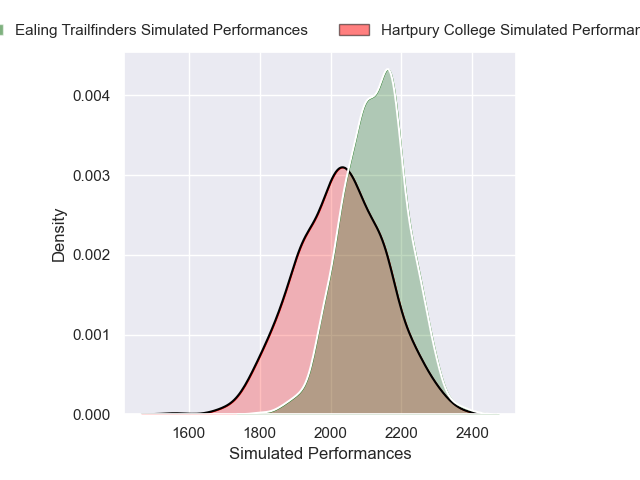 Ealing Trailfinders Simulated Performances
Hartpury College Simulated
0.004
0.003
0.002
0.001
0.000
Density
1600 1800 2000 2200 2400
Simulated Performances